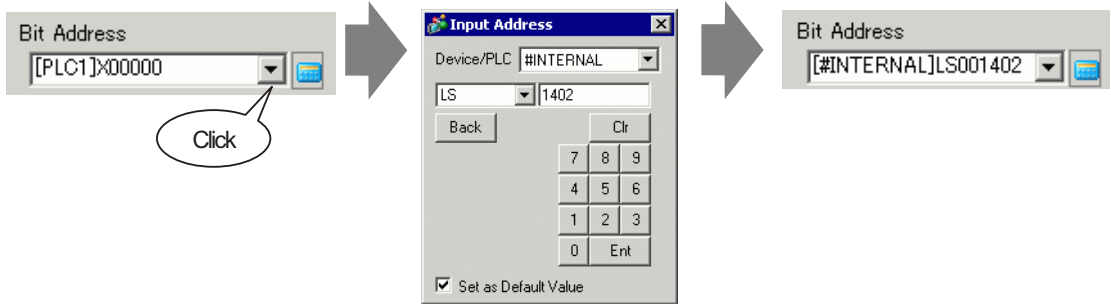 Bit Address
[PLC1]X00000
Click
Input Address
Device/PLC #INTERNAL
LS 1402
Back Clr
7 8 9
4 5 6
1 2 3
0 Ent
Set as Default Value
Bit Address
[#INTERNAL]LS001402